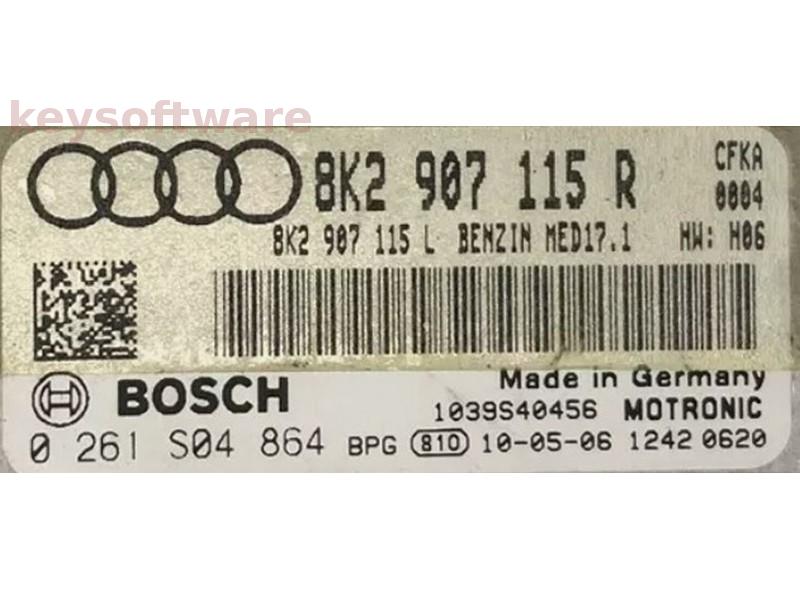 keysoftware
8K2 907 115 R CFKA
0004
8K2 907 115 L BENZIN MED17.1 HW: H06
Made in Germany
BOSCH 1039S40456 MOTRONIC
0 261 S04 864 BPG 810 10-05-06 1242 0620